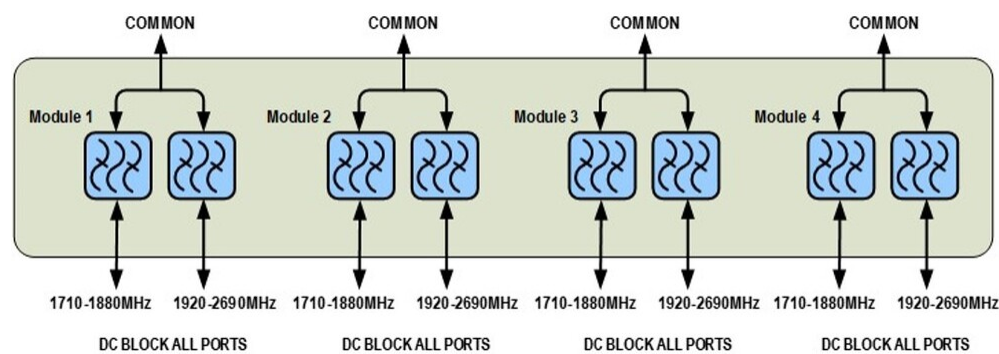 COMMON COMMON COMMON COMMON
Module 1 Module 2 Module 3 Module 4
1710-1880MHz 1920-2690MHz 1710-1880MHz 1920-2690MHz 1710-1880MHz 1920-2690MHz 1710-1880MHz 1920-2690MHz
DC BLOCK ALL PORTS DC BLOCK ALL PORTS DC BLOCK ALL PORTS DC BLOCK ALL PORTS